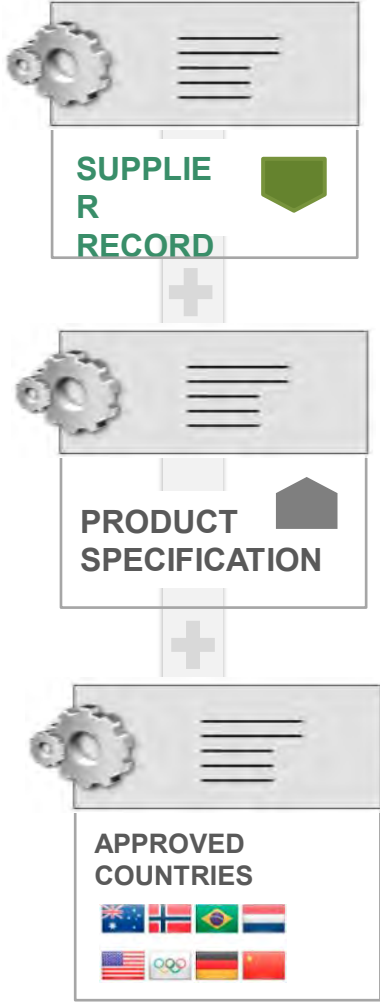 SUPPLIE
R
RECORD
PRODUCT
SPECIFICATION
APPROVED
COUNTRIES